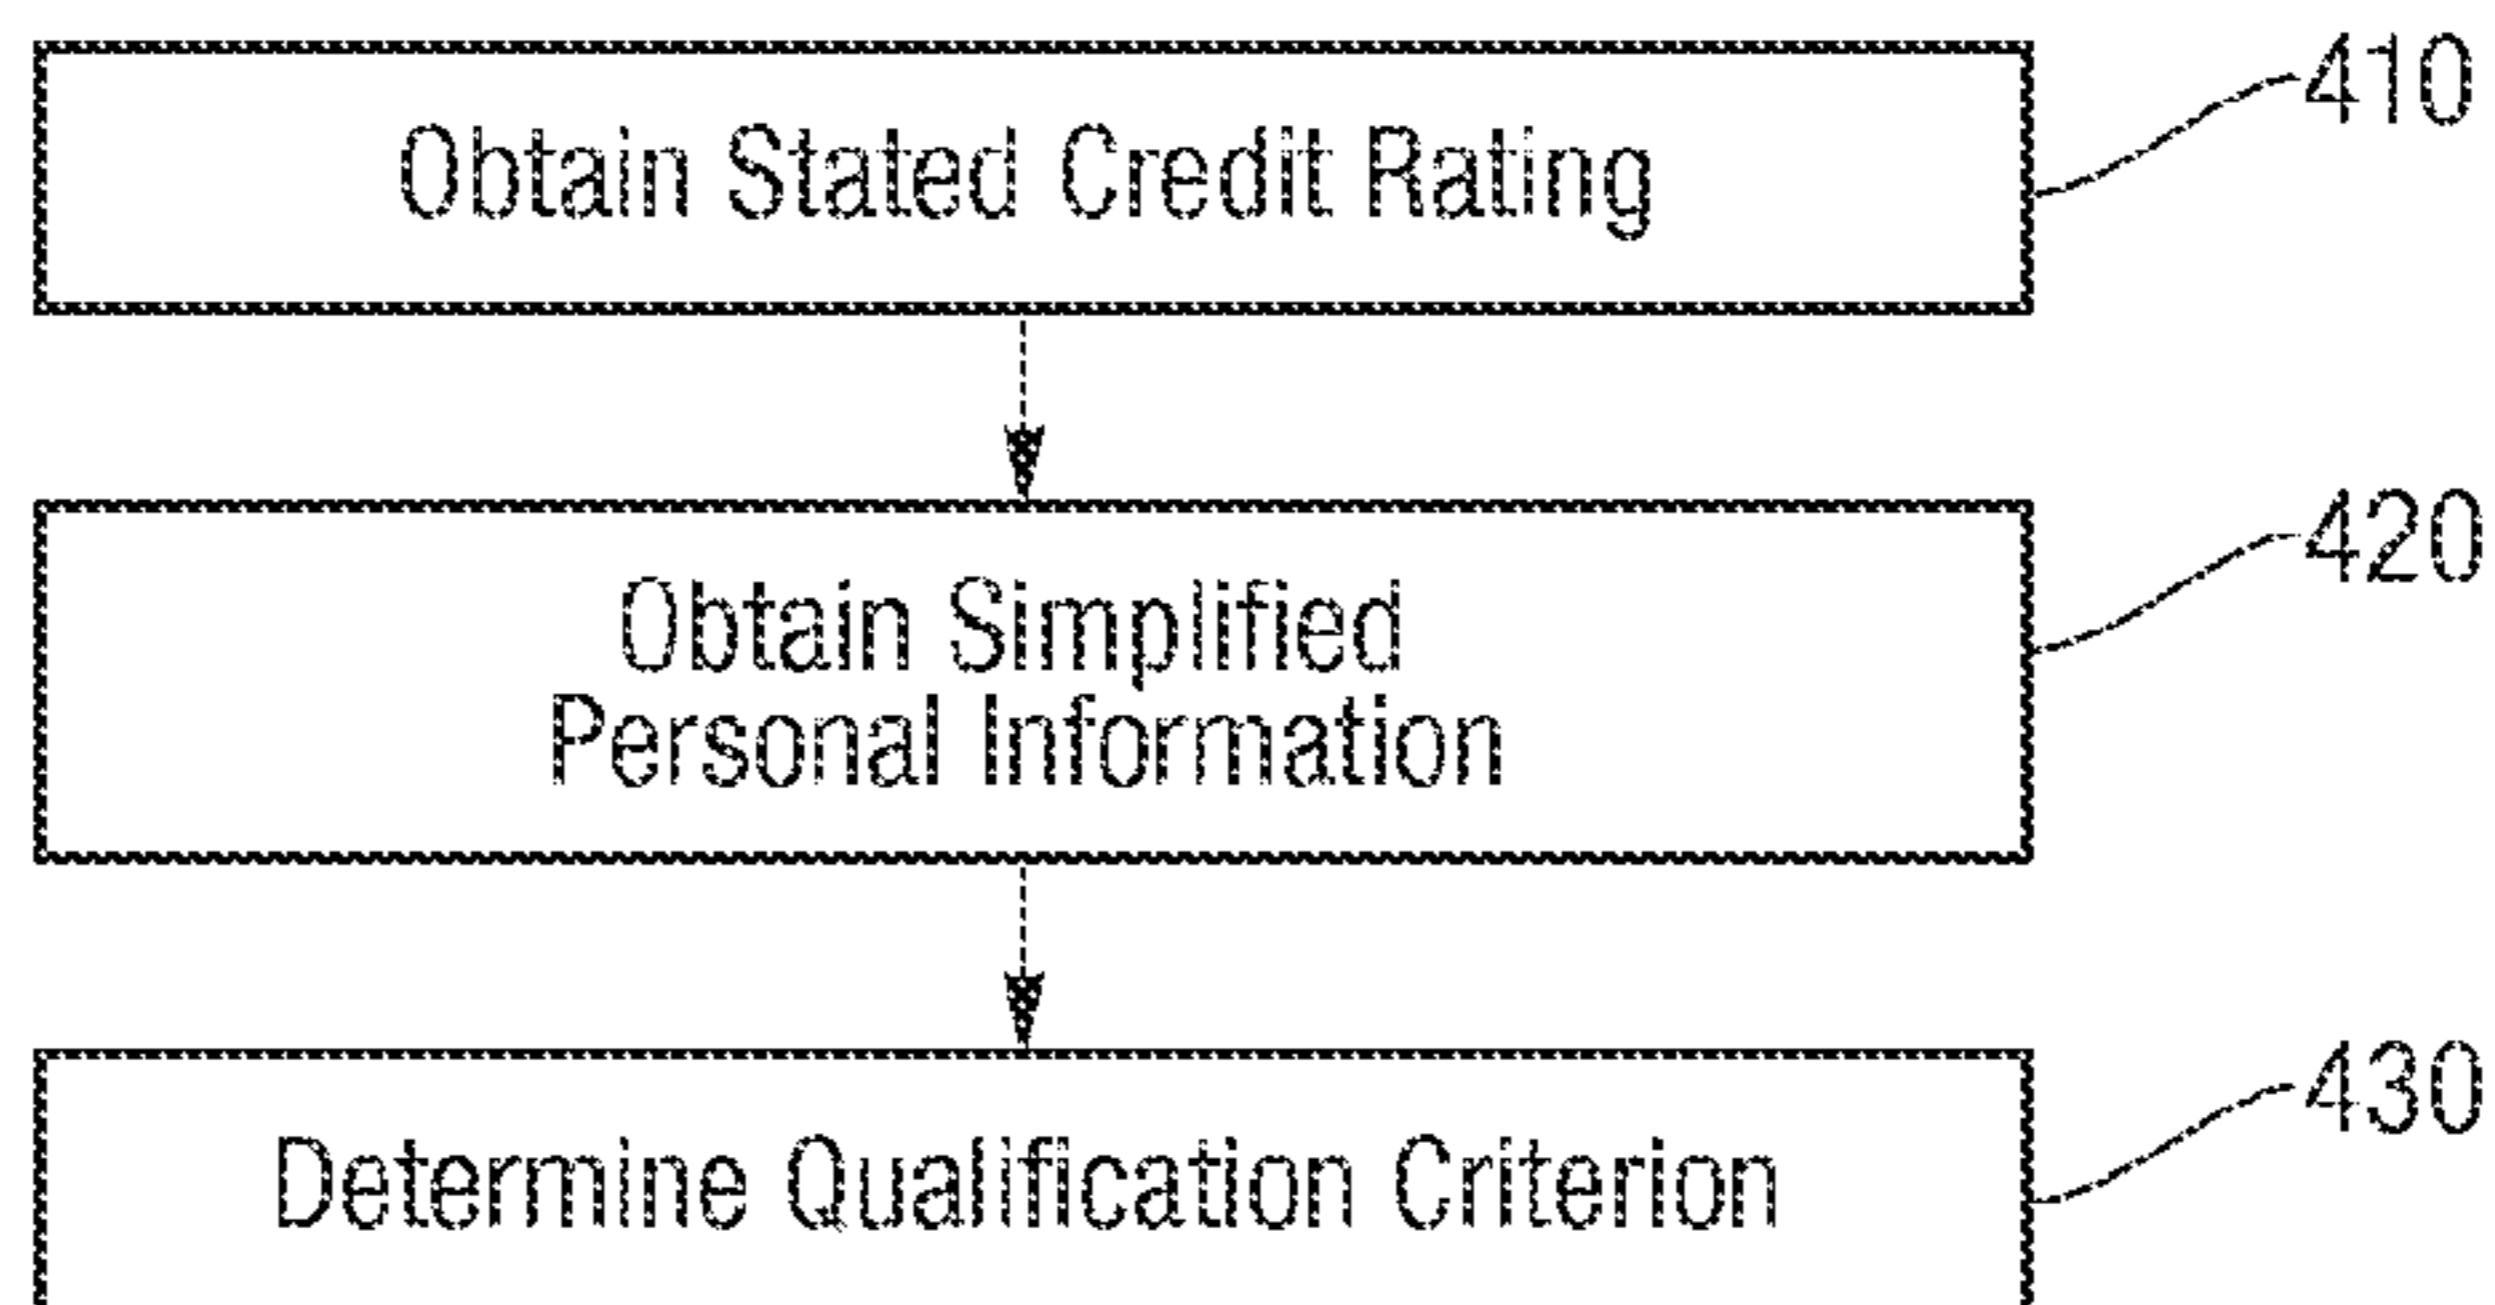 Obtain Stated Credit Rating
410
Obtain Simplified
Personal Information
420
Determine Qualification Criterion
430